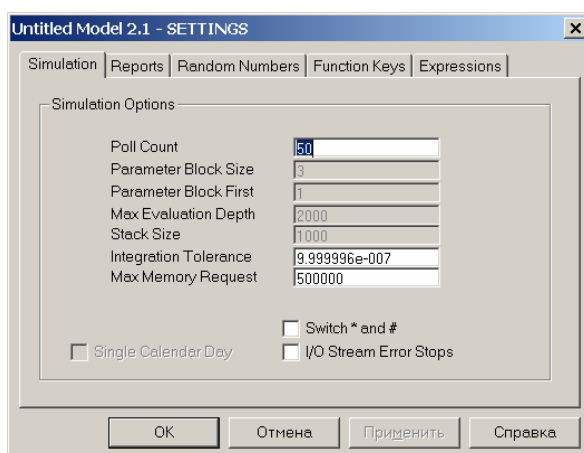 Untitled Model 2.1 - SETTINGS
Simulation Reports Random Numbers Function Keys Expressions
Simulation Options
Poll Count 50
Parameter Block Size 3
Parameter Block First 1
Max Evaluation Depth 2000
Stack Size 1000
Integration Tolerance 9.999996e-007
Max Memory Request 500000
Switch * and #
Single Calendar Day I/O Stream Error Stops
OK Отмена Применить Справка